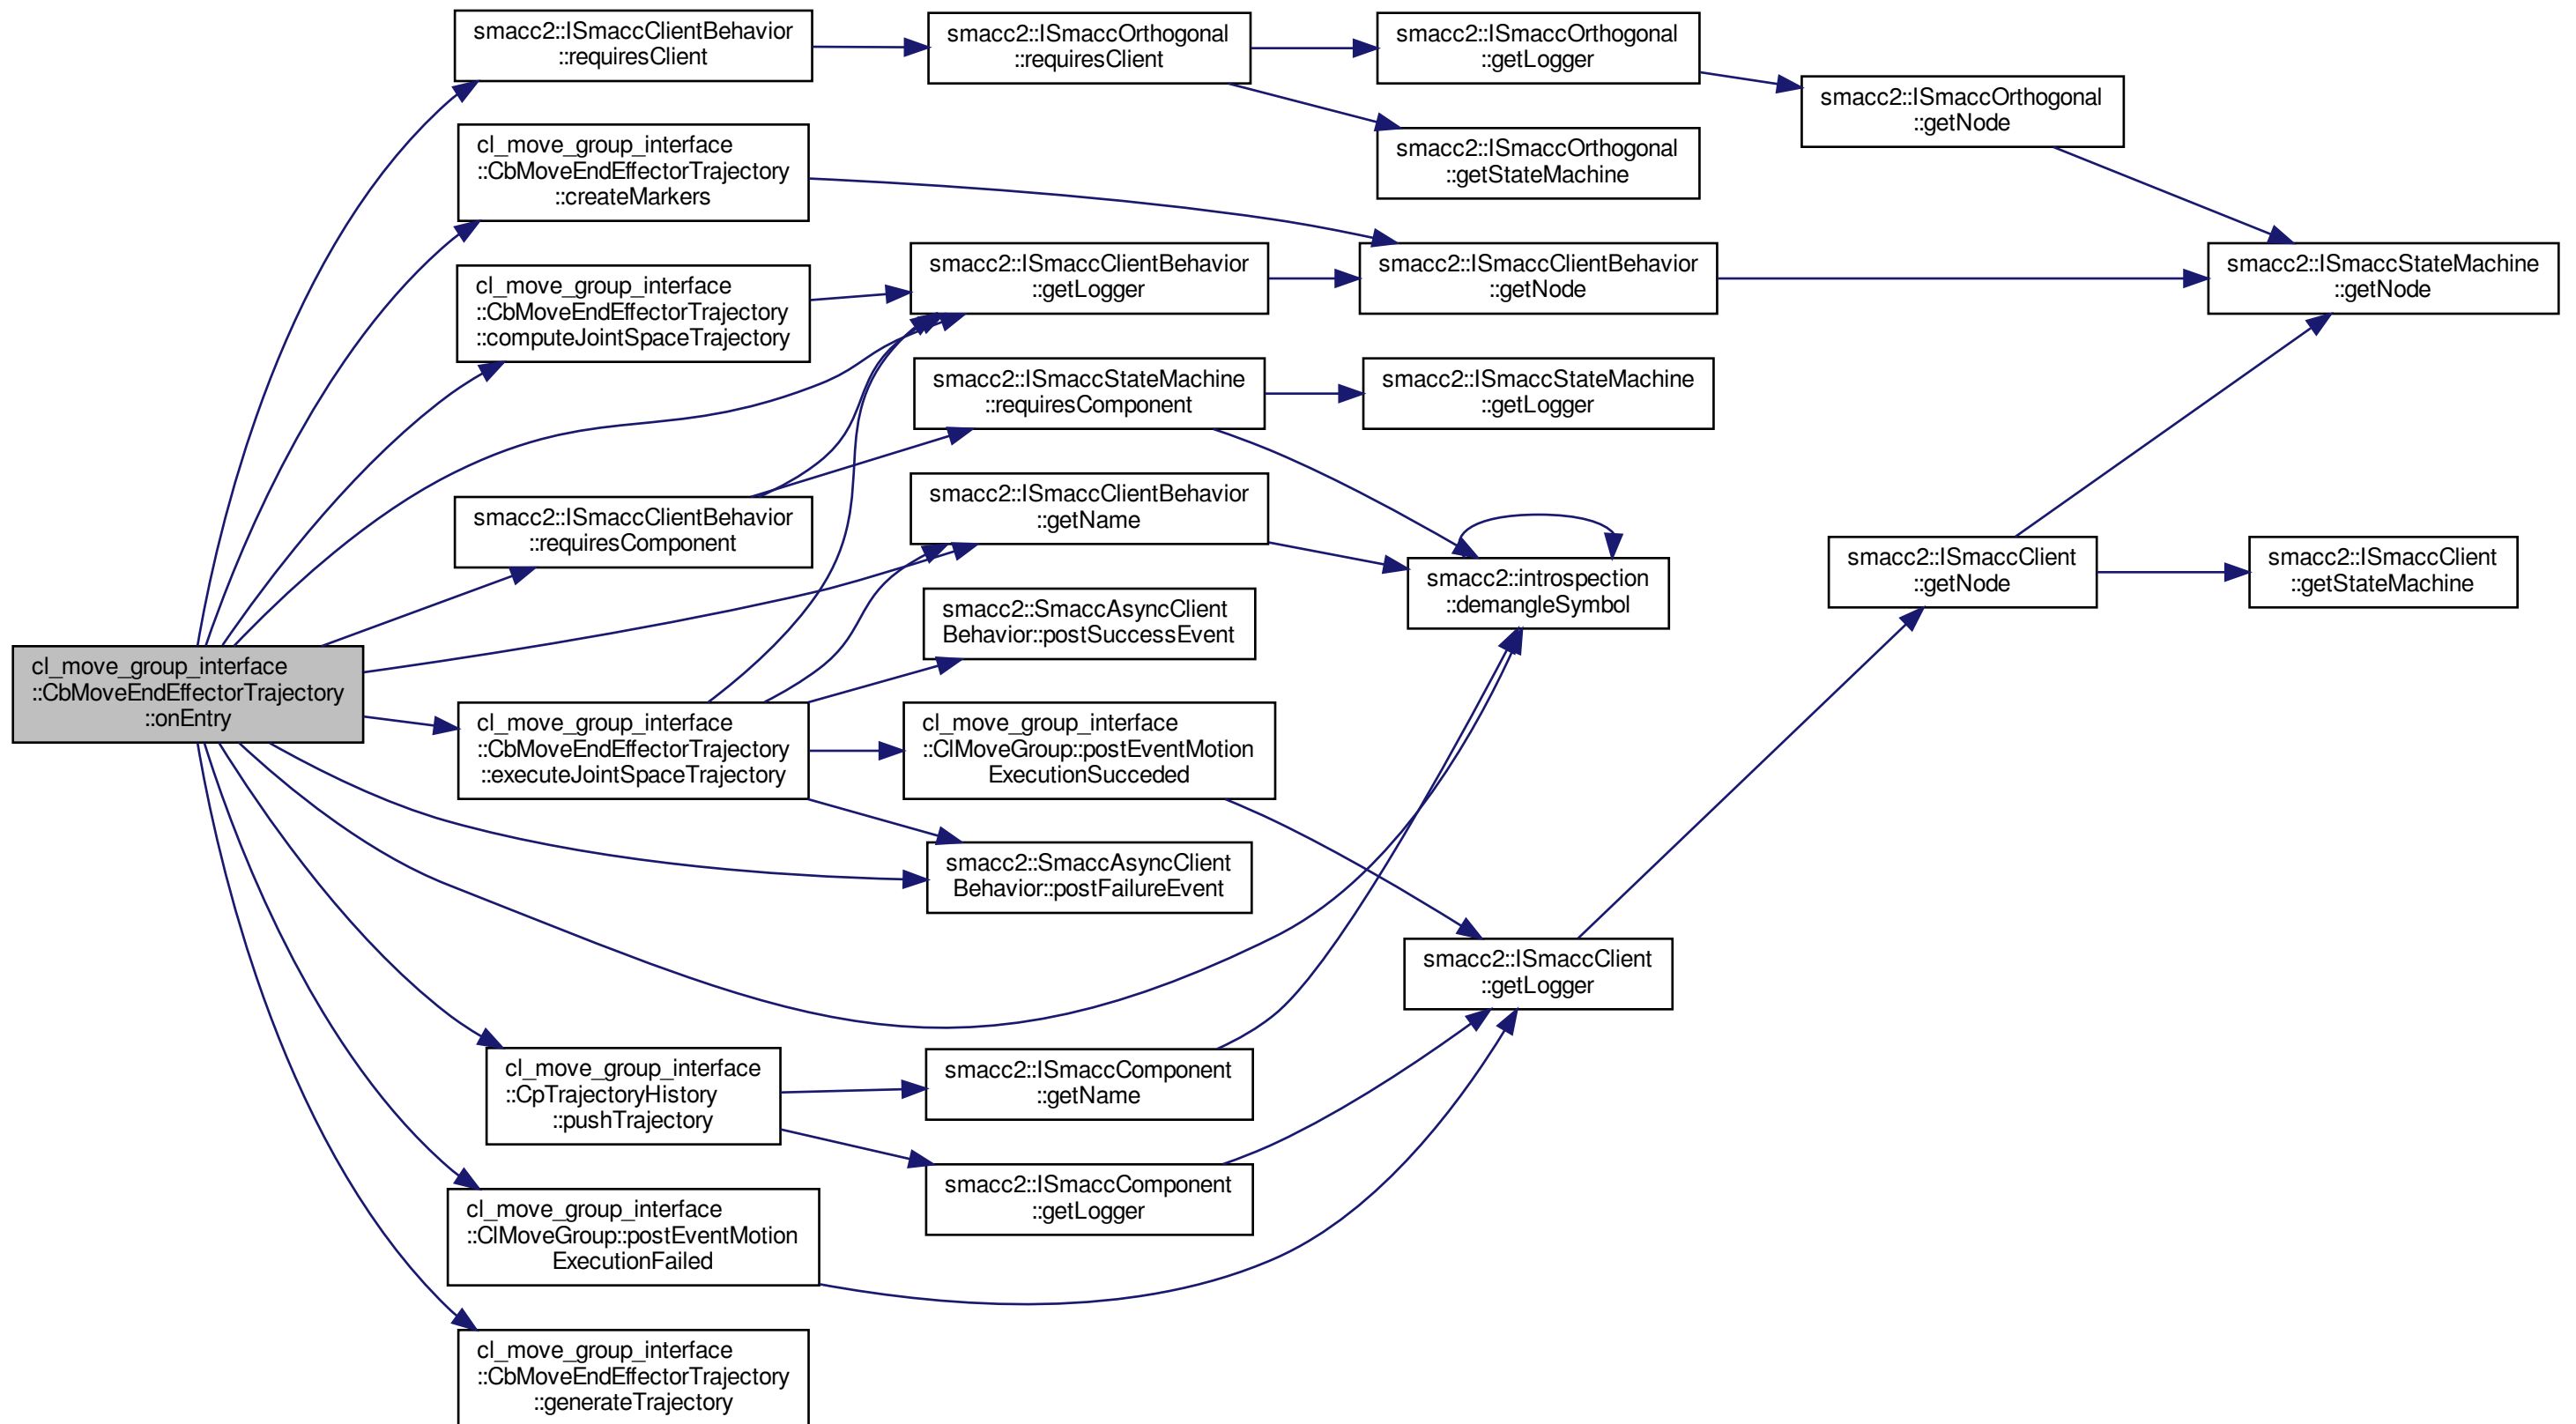 smacc2::ISmaccClientBehavior
::requiresClient
smacc2::ISmaccOrthogonal
::requiresClient
smacc2::ISmaccOrthogonal
::getLogger
smacc2::ISmaccOrthogonal
::getNode
cl_move_group_interface
::CbMoveEndEffectorTrajectory
::createMarkers
smacc2::ISmaccOrthogonal
::getStateMachine
cl_move_group_interface
::CbMoveEndEffectorTrajectory
::computeJointSpaceTrajectory
smacc2::ISmaccClientBehavior
::getLogger
smacc2::ISmaccClientBehavior
::getNode
smacc2::ISmaccStateMachine
::getNode
smacc2::ISmaccStateMachine
::requiresComponent
smacc2::ISmaccStateMachine
::getLogger
smacc2::ISmaccClientBehavior
::requiresComponent
smacc2::ISmaccClientBehavior
::getName
smacc2::introspection
::demangleSymbol
smacc2::ISmaccClient
::getNode
smacc2::ISmaccClient
::getStateMachine
smacc2::SmaccAsyncClient
Behavior::postSuccessEvent
cl_move_group_interface
::CbMoveEndEffectorTrajectory
::onEntry
cl_move_group_interface
::CbMoveEndEffectorTrajectory
::executeJointSpaceTrajectory
cl_move_group_interface
::ClMoveGroup::postEventMotion
ExecutionSucceded
smacc2::SmaccAsyncClient
Behavior::postFailureEvent
smacc2::ISmaccClient
::getLogger
cl_move_group_interface
::CpTrajectoryHistory
::pushTrajectory
smacc2::ISmaccComponent
::getName
smacc2::ISmaccComponent
::getLogger
cl_move_group_interface
::ClMoveGroup::postEventMotion
ExecutionFailed
cl_move_group_interface
::CbMoveEndEffectorTrajectory
::generateTrajectory